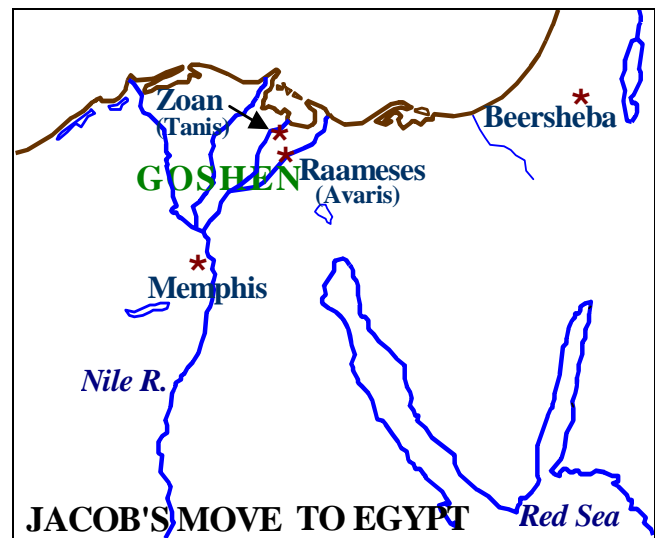 Zoan
(Tanis)
Beersheba
GOSHEN
Raameses
(Avaris)
Memphis
Nile R.
JACOB'S MOVE TO EGYPT
Red Sea